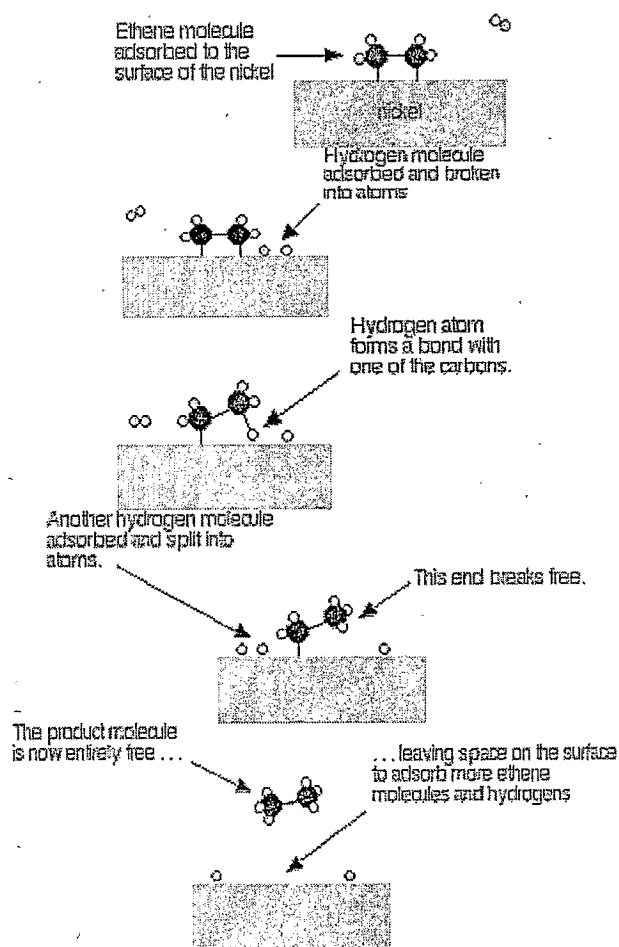 Ethene molecule
adsorbed to the
surface of the nickel
nickel
Hydrogen molecule
adsorbed and broken
into atoms
Hydrogen atom
forms a bond with
one of the carbons.
Another hydrogen molecule
adsorbed and split into
atoms.
This end breaks free.
The product molecule
is now entirely free ...
... leaving space on the surface
to adsorb more ethene
molecules and hydrogens